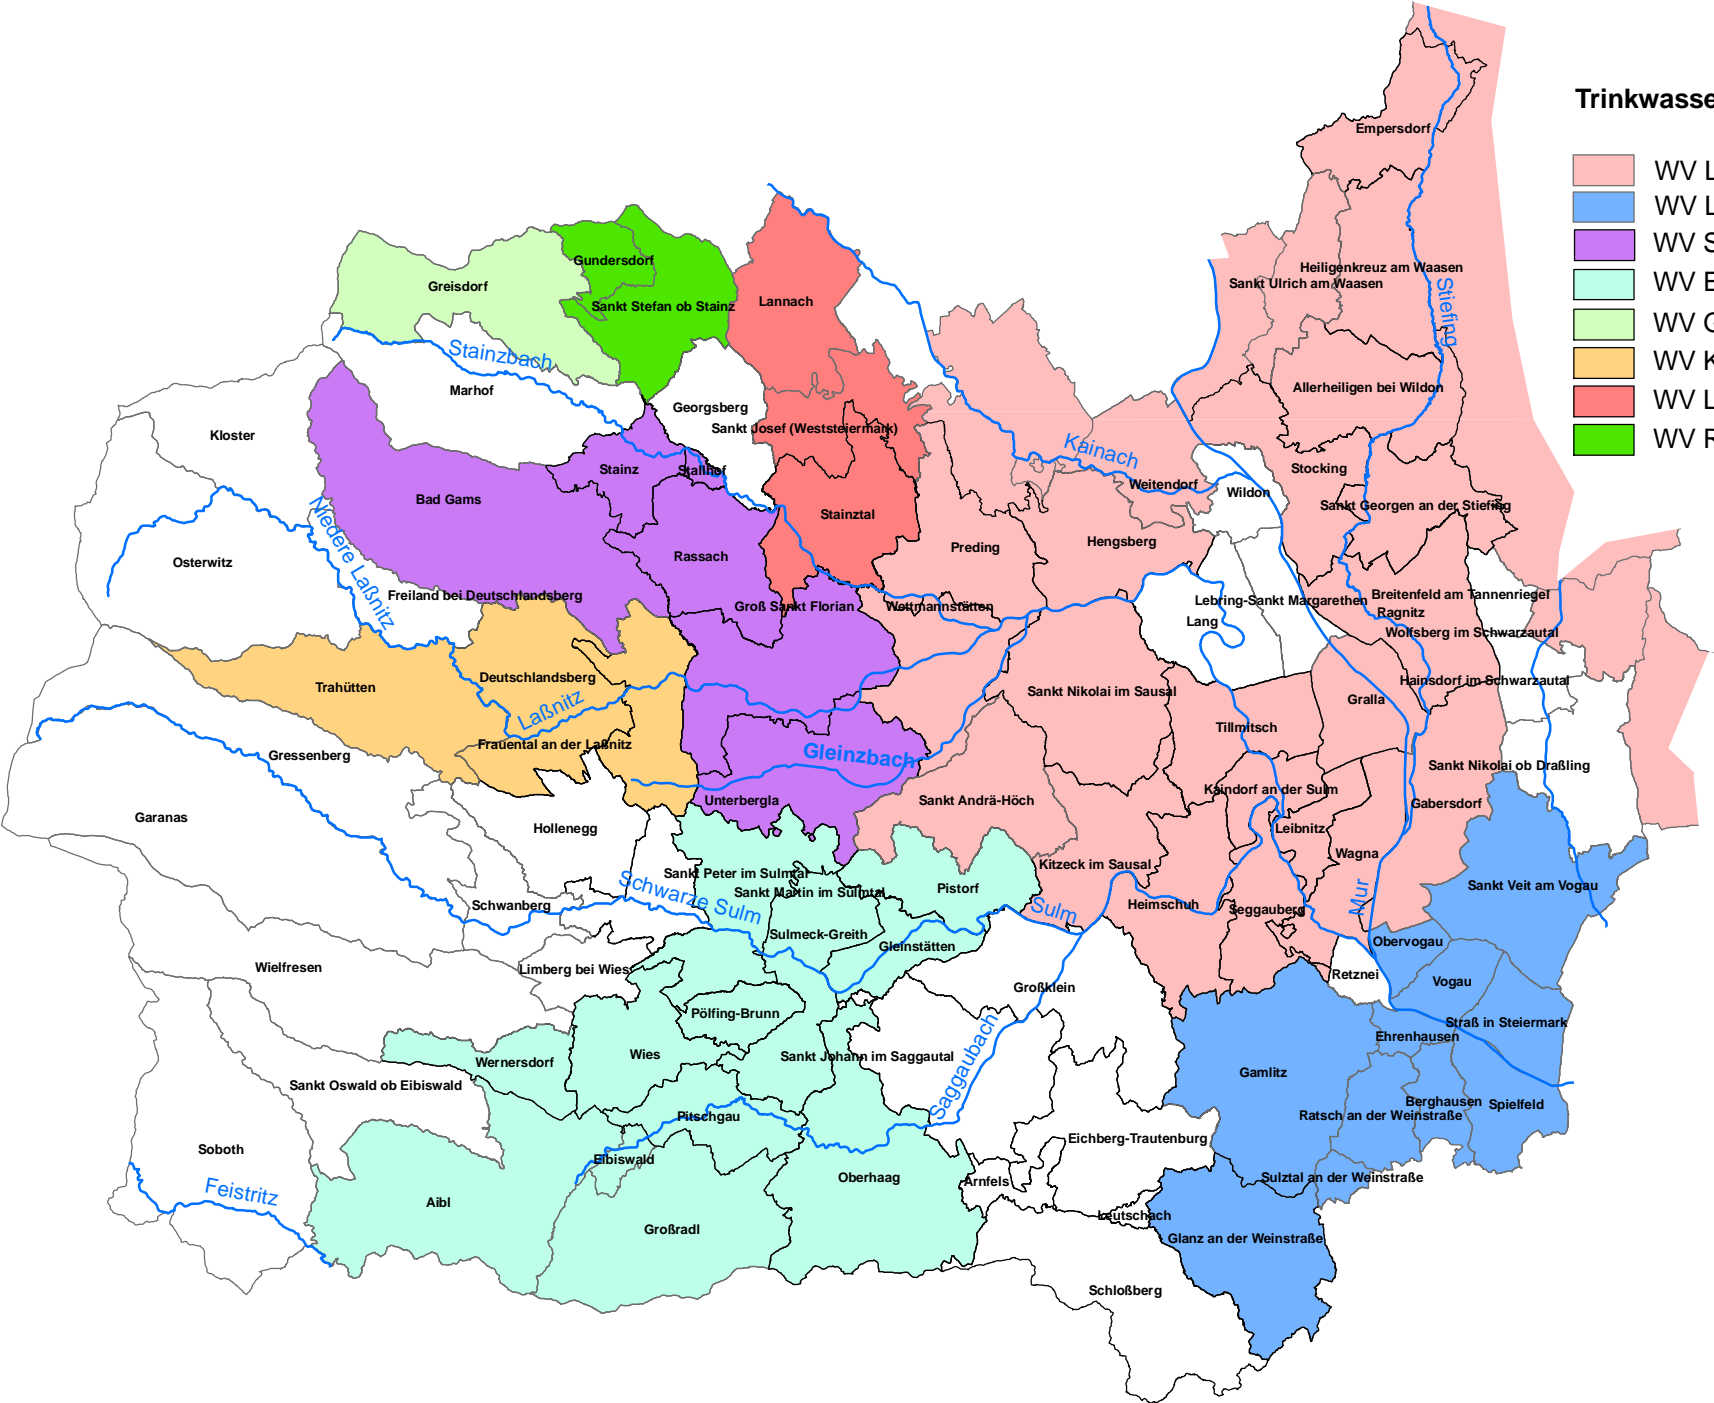 Trinkwasse
WV L
WV L
WV S
WV E
WV G
WV K
WV L
WV R
Empersdorf
Heiligenkreuz am Waasen
Sankt Ulrich am Waasen
Stiefing
Gundersdorf
Greisdorf
Sankt Stefan ob Stainz
Lannach
Stainzbach
Marhof
Allerheiligen bei Wildon
Georgsberg
Sankt Josef (Weststeiermark)
Kloster
Kainach
Stainz
Stallhof
Stocking
Weitendorf
Wildon
Bad Gams
Sankt Georgen an der Stiefing
Stainztal
Niedere Laßnitz
Hengsberg
Preding
Rassach
Osterwitz
Freiland bei Deutschlandsberg
Breitenfeld am Tannenriegel
Lebring-Sankt Margarethen
Groß Sankt Florian
Wettmannstätten
Ragnitz
Lang
Wolfsberg im Schwarzautal
Deutschlandsberg
Hainsdorf im Schwarzautal
Trahütten
Sankt Nikolai im Sausal
Gralla
Laßnitz
Tillmitsch
Frauental an der Laßnitz
Gressenberg
Gleinzbach
Sankt Nikolai ob Draßling
Kaindorf an der Sulm
Unterbergla
Sankt Andrä-Höch
Gabersdorf
Garanas
Hollenegg
Leibnitz
Wagna
Kitzeck im Sausal
Sankt Peter im Sulmtal
Sankt Martin im Sulmtal
Pistorf
Sankt Veit am Vogau
Schwarze Sulm
Schwanberg
Sulm
Heimschuh
Seggauberg
Mur
Sulmeck-Greith
Gleinstätten
Obervogau
Wielfresen
Limberg bei Wies
Retznei
Vogau
Großklein
Pölfing-Brunn
Straß in Steiermark
Ehrenhausen
Wies
Sankt Johann im Saggautal
Wernersdorf
Saggaubach
Gamlitz
Sankt Oswald ob Eibiswald
Berghausen
Spielfeld
Ratsch an der Weinstraße
Pitschgau
Eichberg-Trautenburg
Soboth
Eibiswald
Oberhaag
Arnfels
Sulztal an der Weinstraße
Feistritz
Aibl
Leutschach
Großradl
Glanz an der Weinstraße
Schloßberg